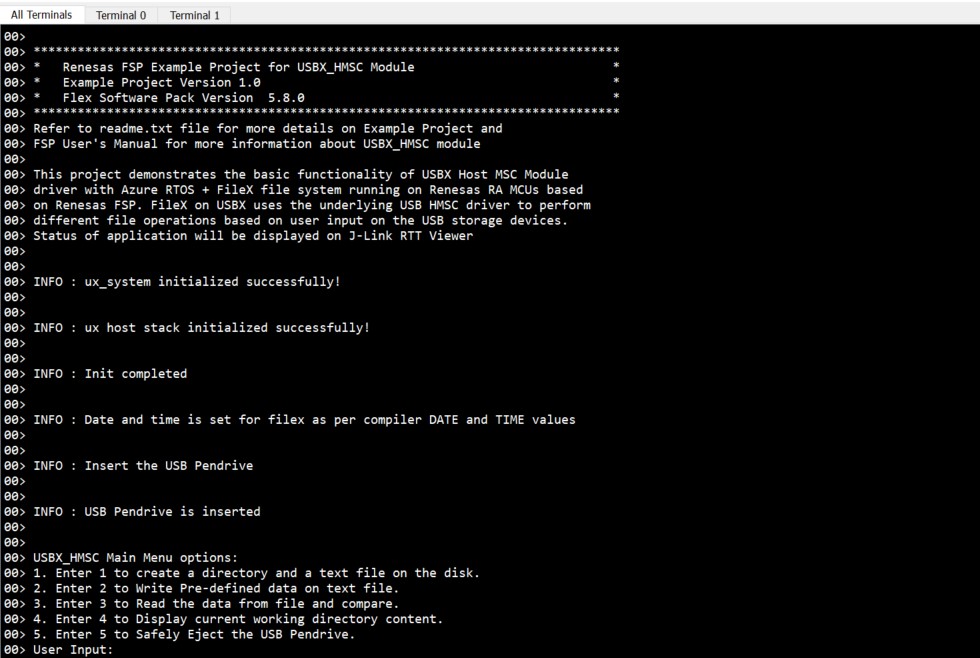 All Terminals Terminal 0 Terminal 1
00>
00> ********************************************************************************
00> *   Renesas FSP Example Project for USBX_HMSC Module                           *
00> *   Example Project Version 1.0                                                *
00> *   Flex Software Pack Version  5.8.0                                          *
00> ********************************************************************************
00> Refer to readme.txt file for more details on Example Project and
00> FSP User's Manual for more information about USBX_HMSC module
00>
00> This project demonstrates the basic functionality of USBX Host MSC Module
00> driver with Azure RTOS + FileX file system running on Renesas RA MCUs based
00> on Renesas FSP. FileX on USBX uses the underlying USB HMSC driver to perform
00> different file operations based on user input on the USB storage devices.
00> Status of application will be displayed on J-Link RTT Viewer
00>
00>
00> INFO : ux_system initialized successfully!
00>
00>
00> INFO : ux host stack initialized successfully!
00>
00>
00> INFO : Init completed
00>
00>
00> INFO : Date and time is set for filex as per compiler DATE and TIME values
00>
00>
00> INFO : Insert the USB Pendrive
00>
00>
00> INFO : USB Pendrive is inserted
00>
00>
00> USBX_HMSC Main Menu options:
00> 1. Enter 1 to create a directory and a text file on the disk.
00> 2. Enter 2 to Write Pre-defined data on text file.
00> 3. Enter 3 to Read the data from file and compare.
00> 4. Enter 4 to Display current working directory content.
00> 5. Enter 5 to Safely Eject the USB Pendrive.
00> User Input: